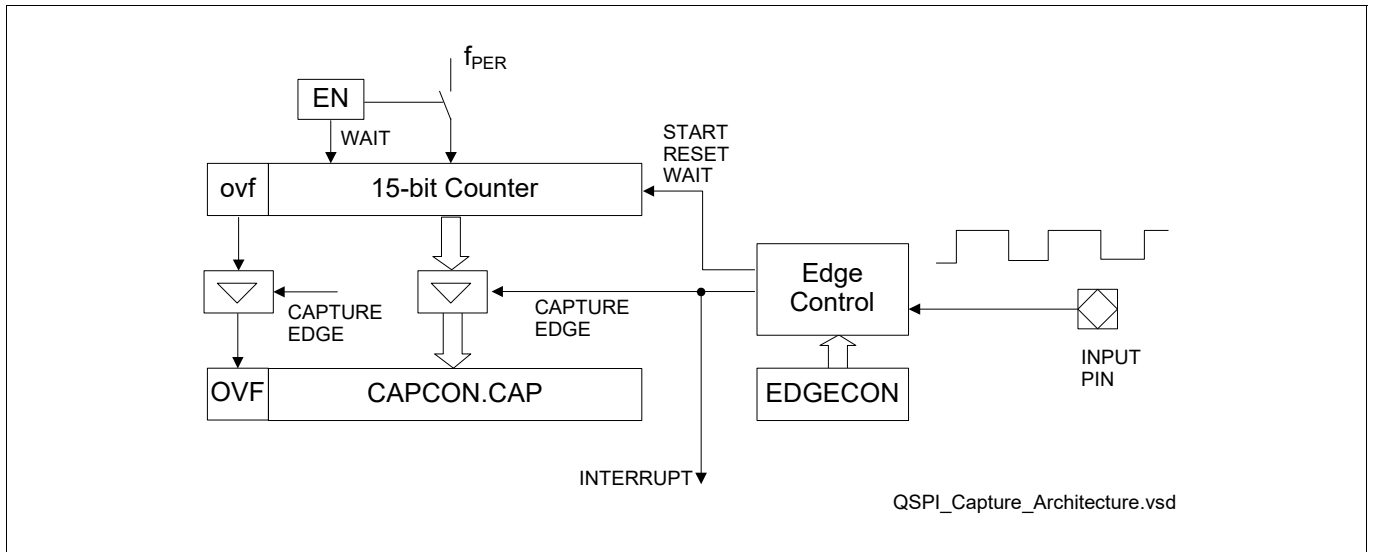 fPER
EN
WAIT
START
RESET
WAIT
ovf
15-bit Counter
Edge
Control
CAPTURE
EDGE
CAPTURE
EDGE
INPUT
PIN
OVF
CAPCON.CAP
EDGECON
INTERRUPT
QSPI_Capture_Architecture.vsd